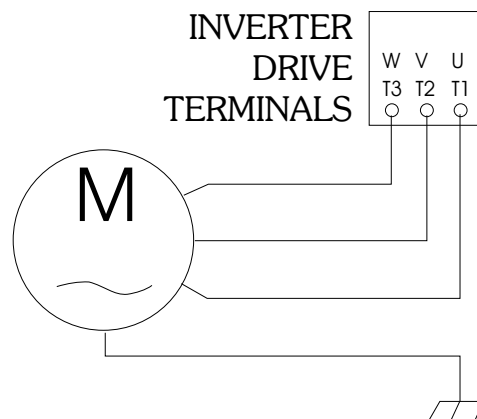 INVERTER
DRIVE
TERMINALS
W V U
T3 T2 T1
M